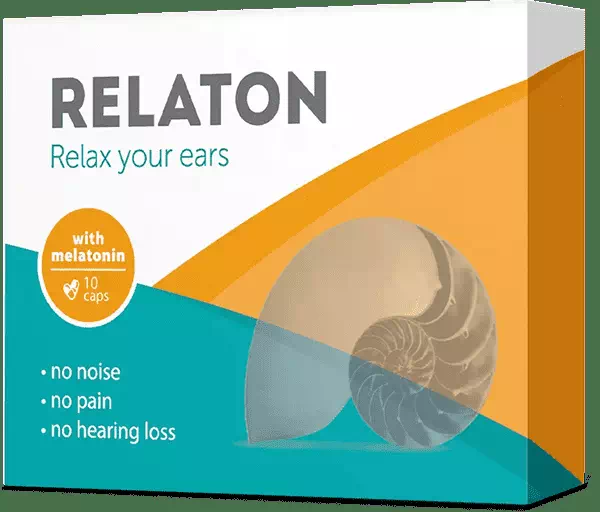 RELATON
Relax your ears
with
melatonin
10
caps
• no noise
• no pain
• no hearing loss